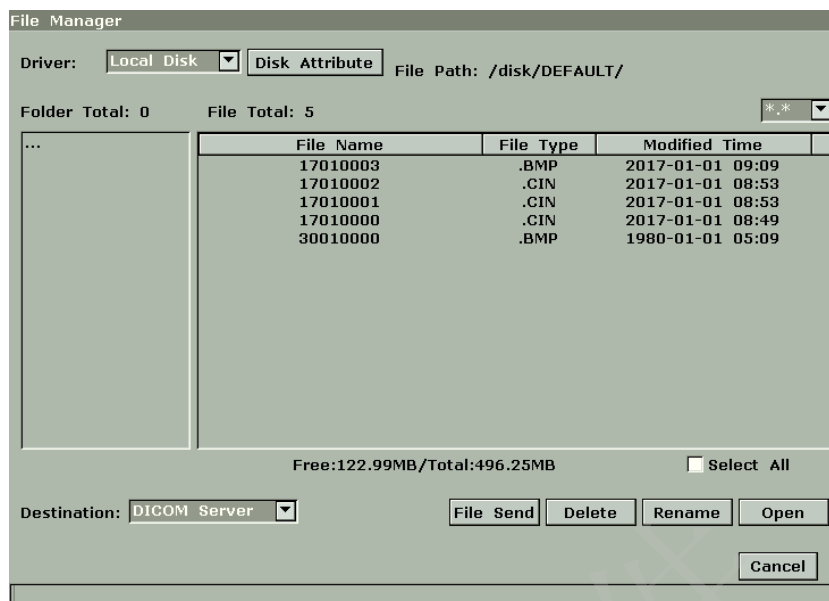 File Manager
Driver: Local Disk Disk Attribute File Path: /disk/DEFAULT/
Folder Total: 0 File Total: 5 *.*
...
File Name File Type Modified Time
17010003 .BMP 2017-01-01 09:09
17010002 .CIN 2017-01-01 08:53
17010001 .CIN 2017-01-01 08:53
17010000 .CIN 2017-01-01 08:49
30010000 .BMP 1980-01-01 05:09
Free:122.99MB/Total:496.25MB Select All
Destination: DICOM Server File Send Delete Rename Open
Cancel